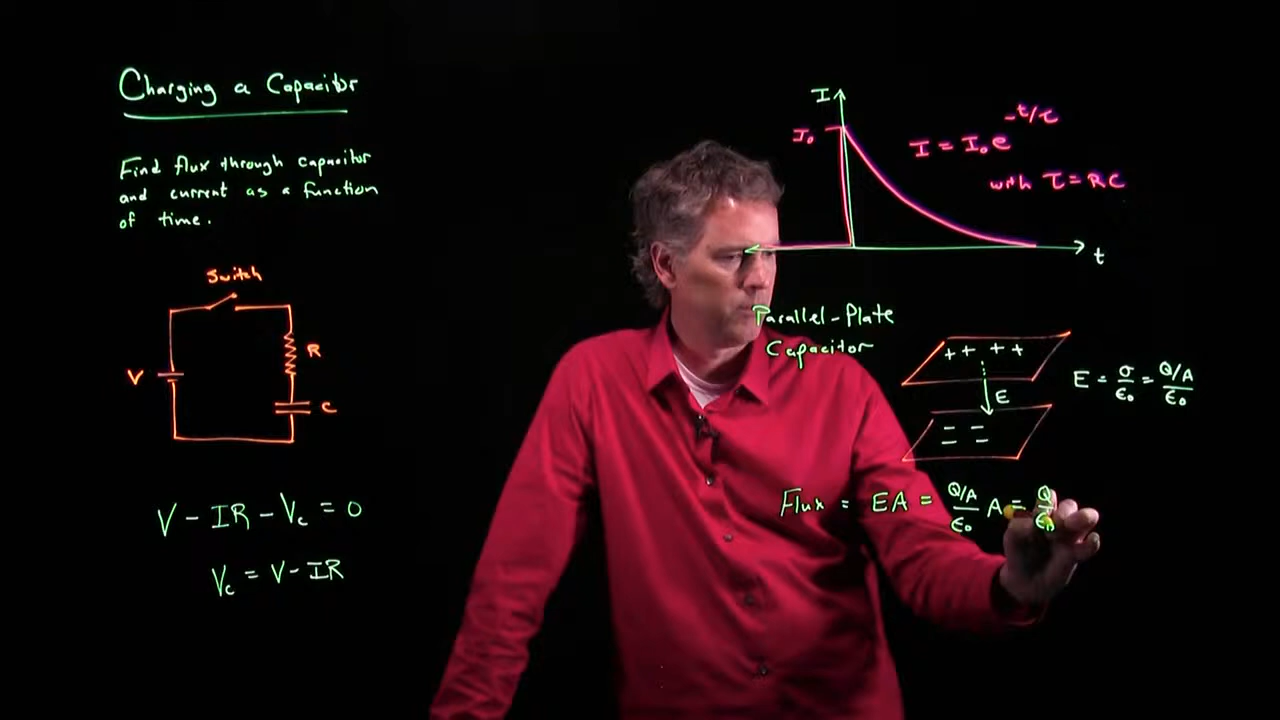 Charging a Capacitor
Find flux through capacitor
and current as a function
of time.
Switch
R
V
C
V - IR - Vc = 0
Vc = V - IR
I
I₀
I = I₀e^-t/τ
with τ = RC
t
Parallel-Plate
Capacitor
+ + + +
E
E = σ/ε₀ = Q/A/ε₀
Flux = EA = Q/A/ε₀ A = Q/ε₀